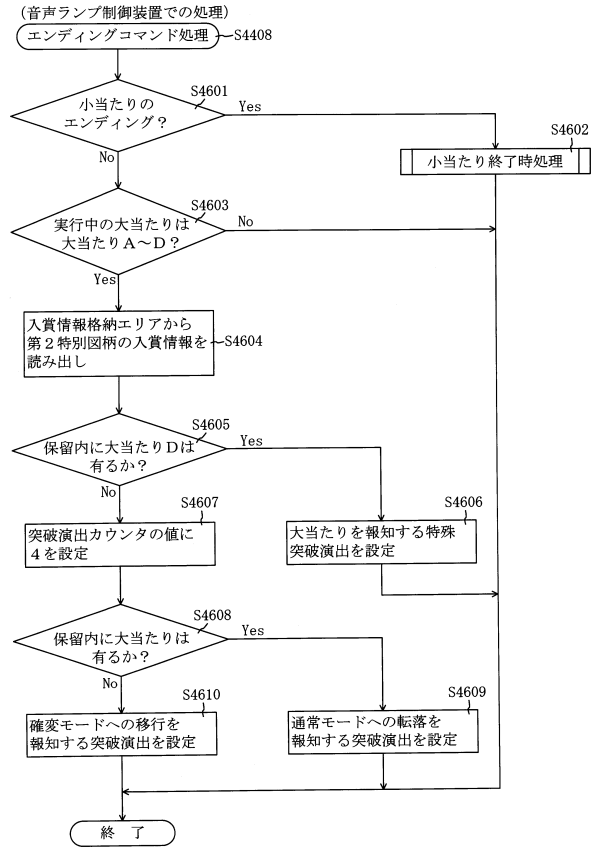 （音声ランプ制御装置での処理）
エンディングコマンド処理
S4408
S4601
小当たりの
エンディング？
Yes
No
S4602
小当たり終了時処理
S4603
実行中の大当たりは
大当たりA～D？
No
Yes
入賞情報格納エリアから
第２特別図柄の入賞情報を
読み出し
S4604
S4605
保留内に大当たりDは
有るか？
Yes
No
S4607
突破演出カウンタの値に
４を設定
S4606
大当たりを報知する特殊
突破演出を設定
S4608
保留内に大当たりは
有るか？
Yes
No
S4610
確変モードへの移行を
報知する突破演出を設定
S4609
通常モードへの転落を
報知する突破演出を設定
終　了